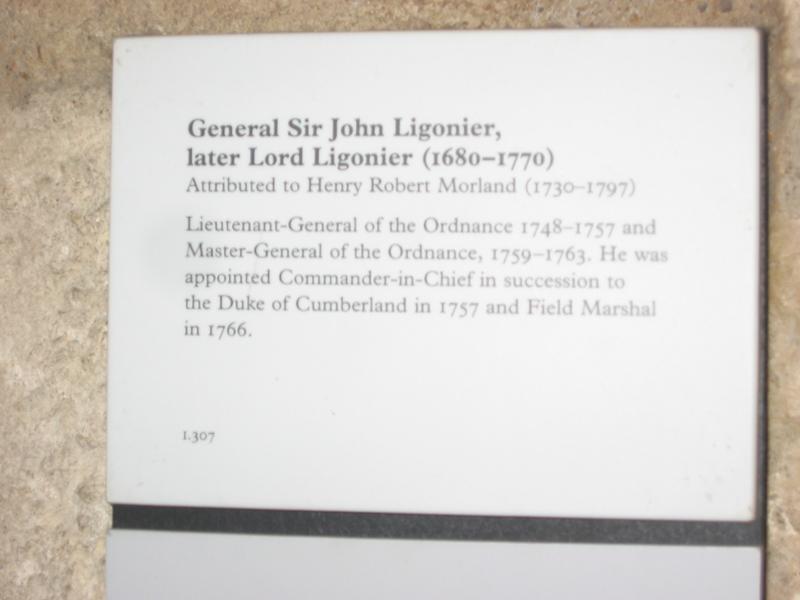 General Sir John Ligonier,
later Lord Ligonier (1680–1770)
Attributed to Henry Robert Morland (1730–1797)
Lieutenant-General of the Ordnance 1748–1757 and
Master-General of the Ordnance, 1759–1763. He was
appointed Commander-in-Chief in succession to
the Duke of Cumberland in 1757 and Field Marshal
in 1766.
1.307